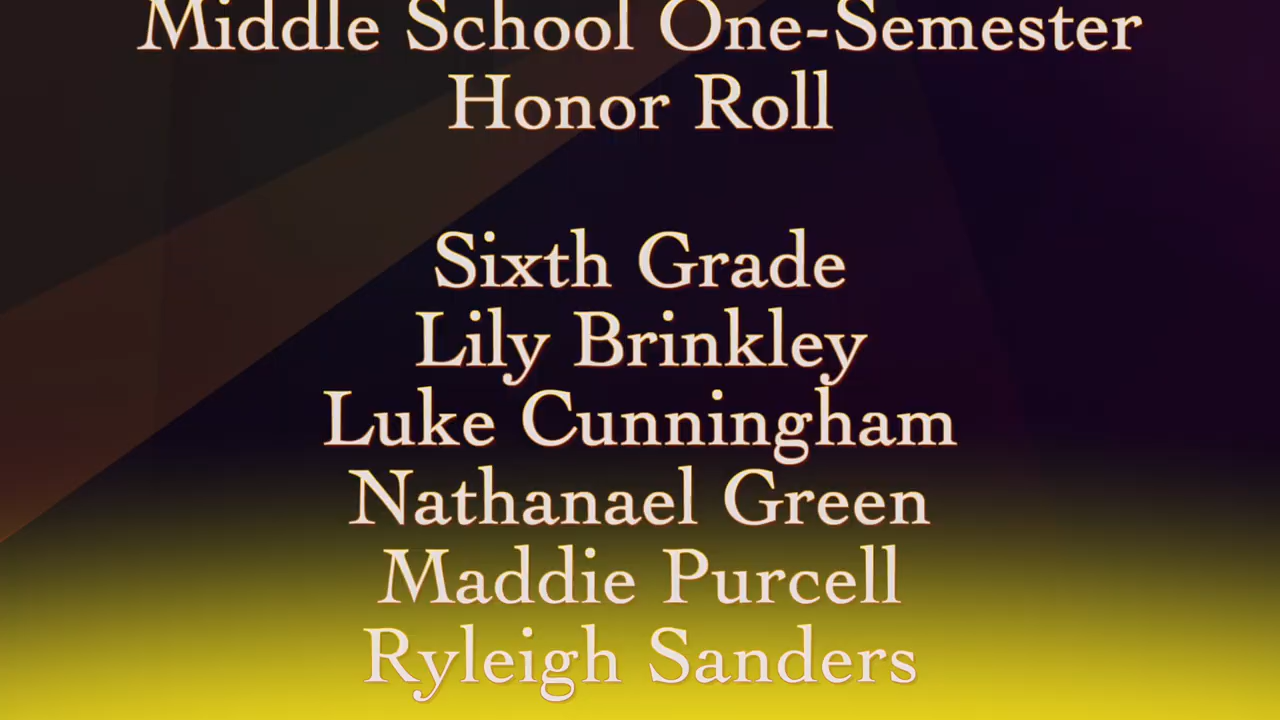 Middle School One-Semester
Honor Roll
Sixth Grade
Lily Brinkley
Luke Cunningham
Nathanael Green
Maddie Purcell
Ryleigh Sanders